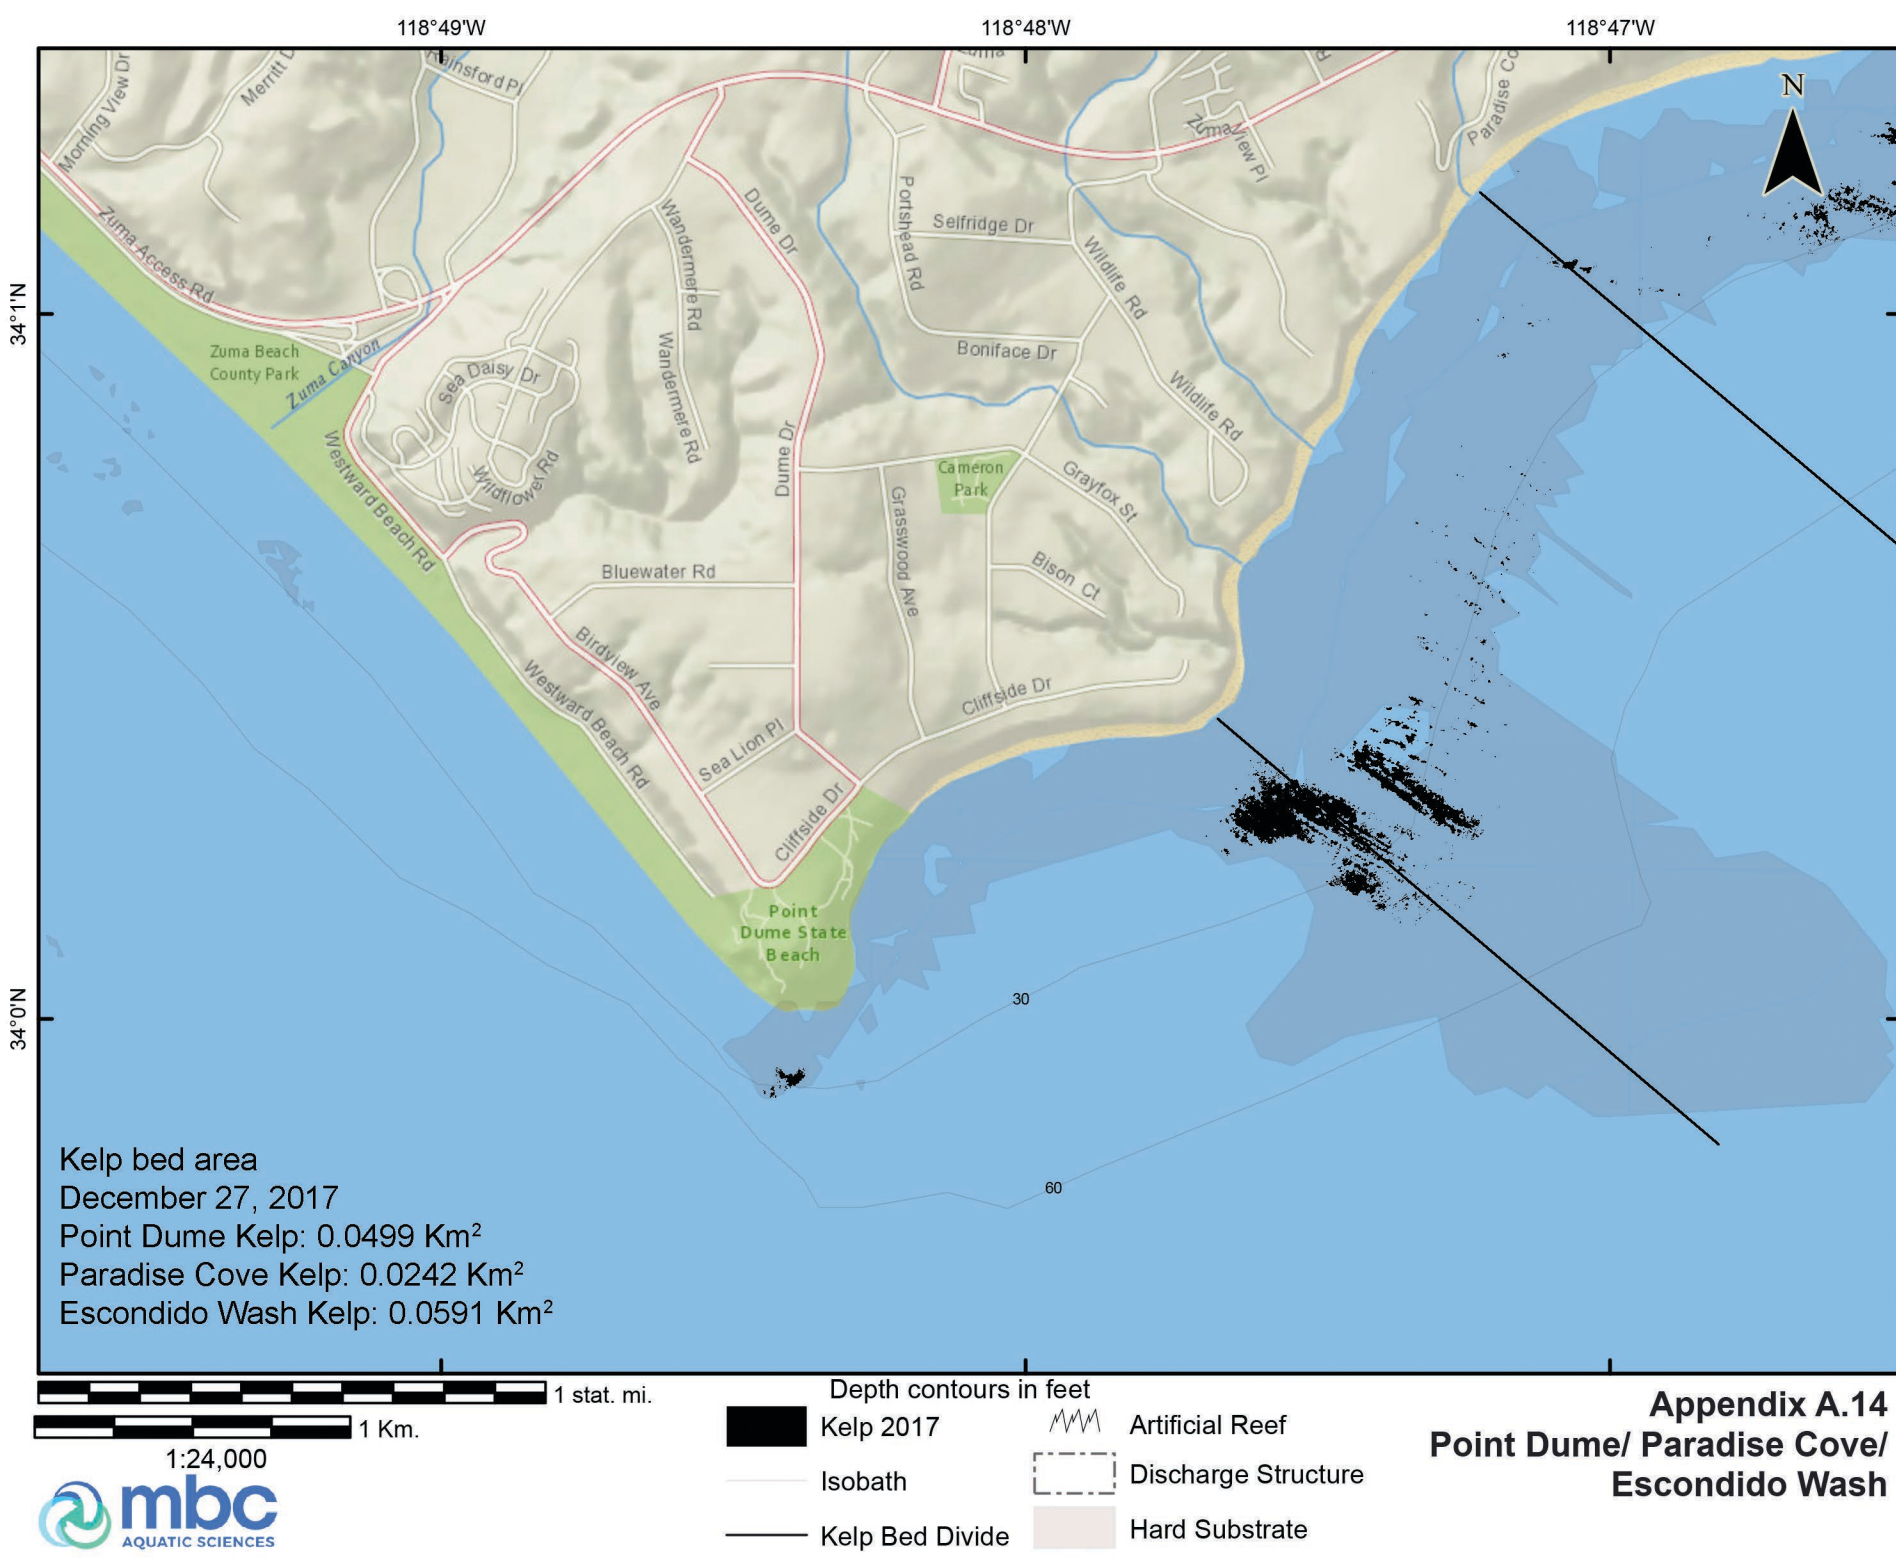 118°49'W
118°48'W
118°47'W
34°1'N
34°0'N
N
Morning View Dr
Merritt D
Rainsford Pl
Zuma
Zuma View Pl
Paradise Co
Zuma Access Rd
Wandermere Rd
Dume Dr
Portshead Rd
Selfridge Dr
Wildlife Rd
Zuma Beach
County Park
Zuma Canyon
Sea Daisy Dr
Wandermere Rd
Boniface Dr
Wildlife Rd
Westward Beach Rd
Wildflower Rd
Dume Dr
Cameron
Park
Grayfox St
Grasswood Ave
Bluewater Rd
Bison Ct
Birdview Ave
Westward Beach Rd
Cliffside Dr
Sea Lion Pl
Cliffside Dr
Point
Dume State
Beach
30
60
Kelp bed area
December 27, 2017
Point Dume Kelp: 0.0499 Km²
Paradise Cove Kelp: 0.0242 Km²
Escondido Wash Kelp: 0.0591 Km²
1 stat. mi.
1 Km.
1:24,000
mbc
AQUATIC SCIENCES
Depth contours in feet
Kelp 2017
Isobath
Kelp Bed Divide
Artificial Reef
Discharge Structure
Hard Substrate
Appendix A.14
Point Dume/ Paradise Cove/
Escondido Wash